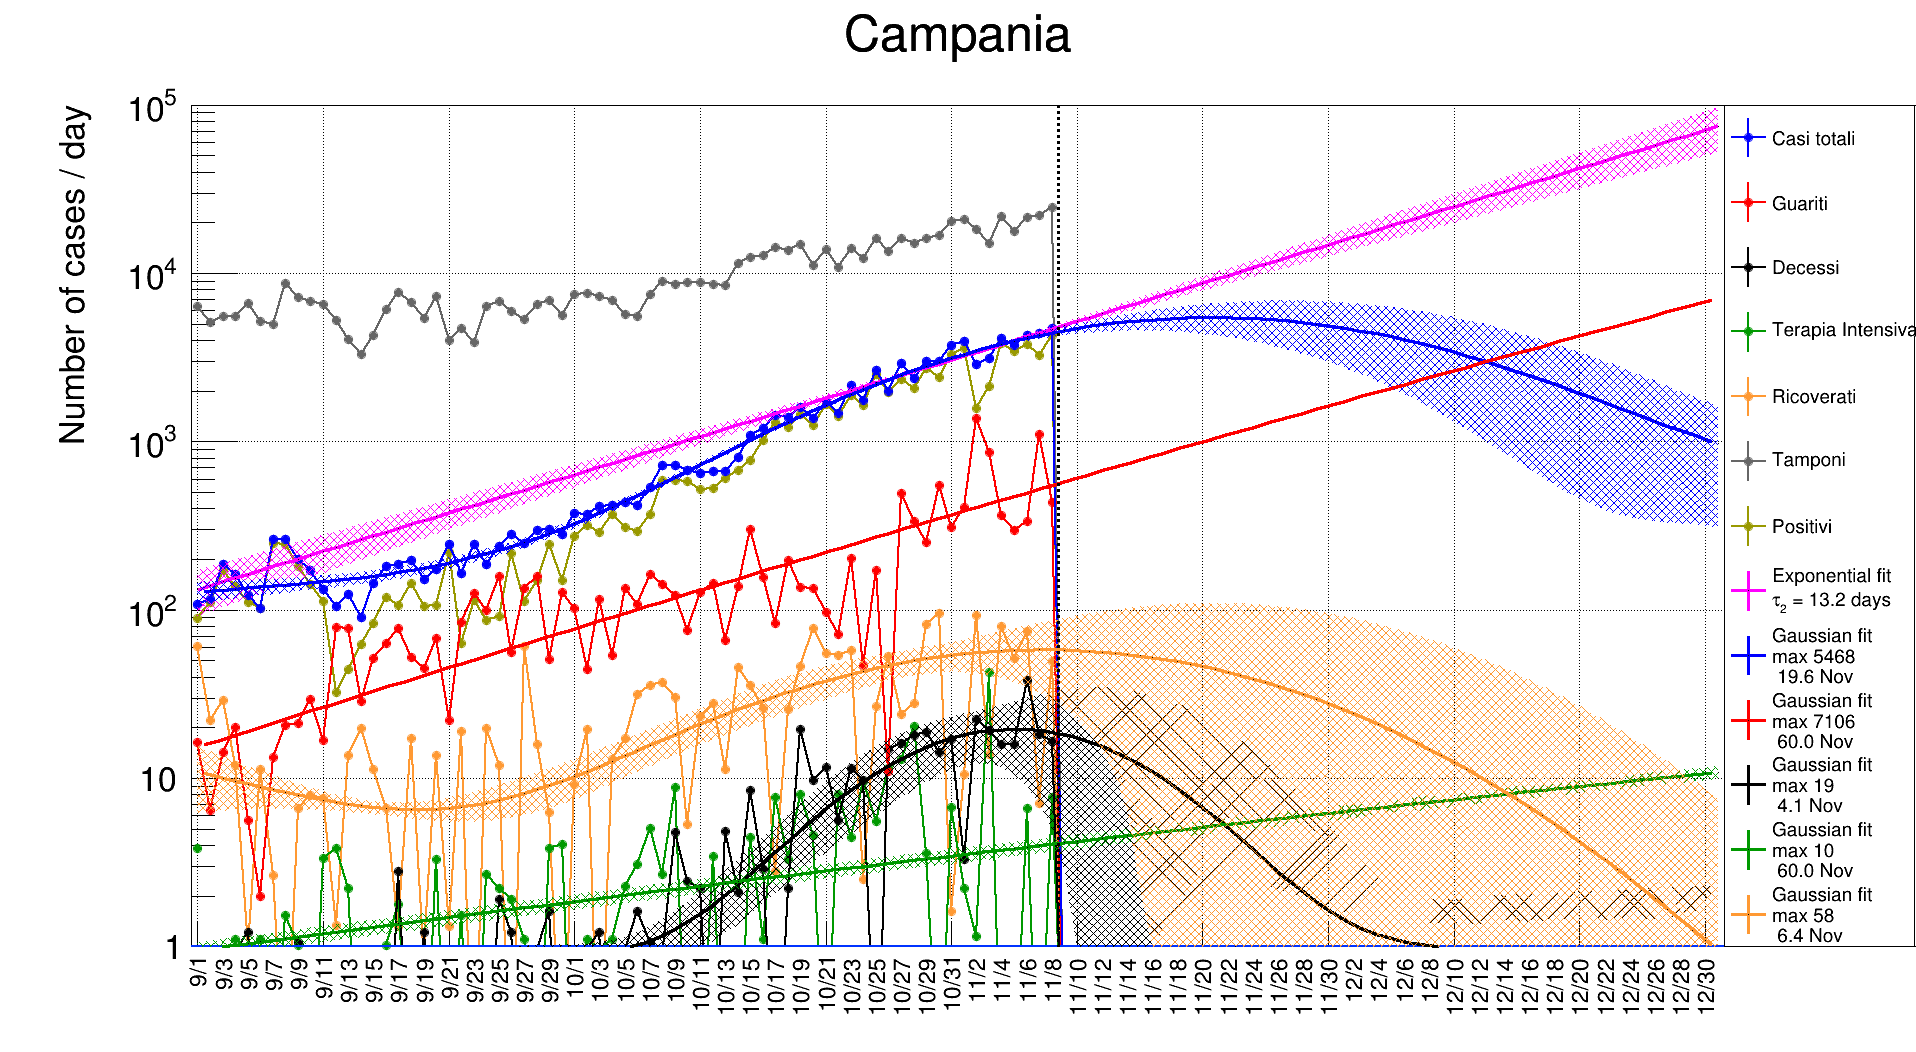 Campania
Number of cases / day
10^5
10^4
10^3
10^2
10
1
9/1
9/3
9/5
9/7
9/9
9/11
9/13
9/15
9/17
9/19
9/21
9/23
9/25
9/27
9/29
10/1
10/3
10/5
10/7
10/9
10/11
10/13
10/15
10/17
10/19
10/21
10/23
10/25
10/27
10/29
10/31
11/2
11/4
11/6
11/8
11/10
11/12
11/14
11/16
11/18
11/20
11/22
11/24
11/26
11/28
11/30
12/2
12/4
12/6
12/8
12/10
12/12
12/14
12/16
12/18
12/20
12/22
12/24
12/26
12/28
12/30
Casi totali
Guariti
Decessi
Terapia Intensiva
Ricoverati
Tamponi
Positivi
Exponential fit
τ₂ = 13.2 days
Gaussian fit
max 5468
19.6 Nov
Gaussian fit
max 7106
60.0 Nov
Gaussian fit
max 19
4.1 Nov
Gaussian fit
max 10
60.0 Nov
Gaussian fit
max 58
6.4 Nov